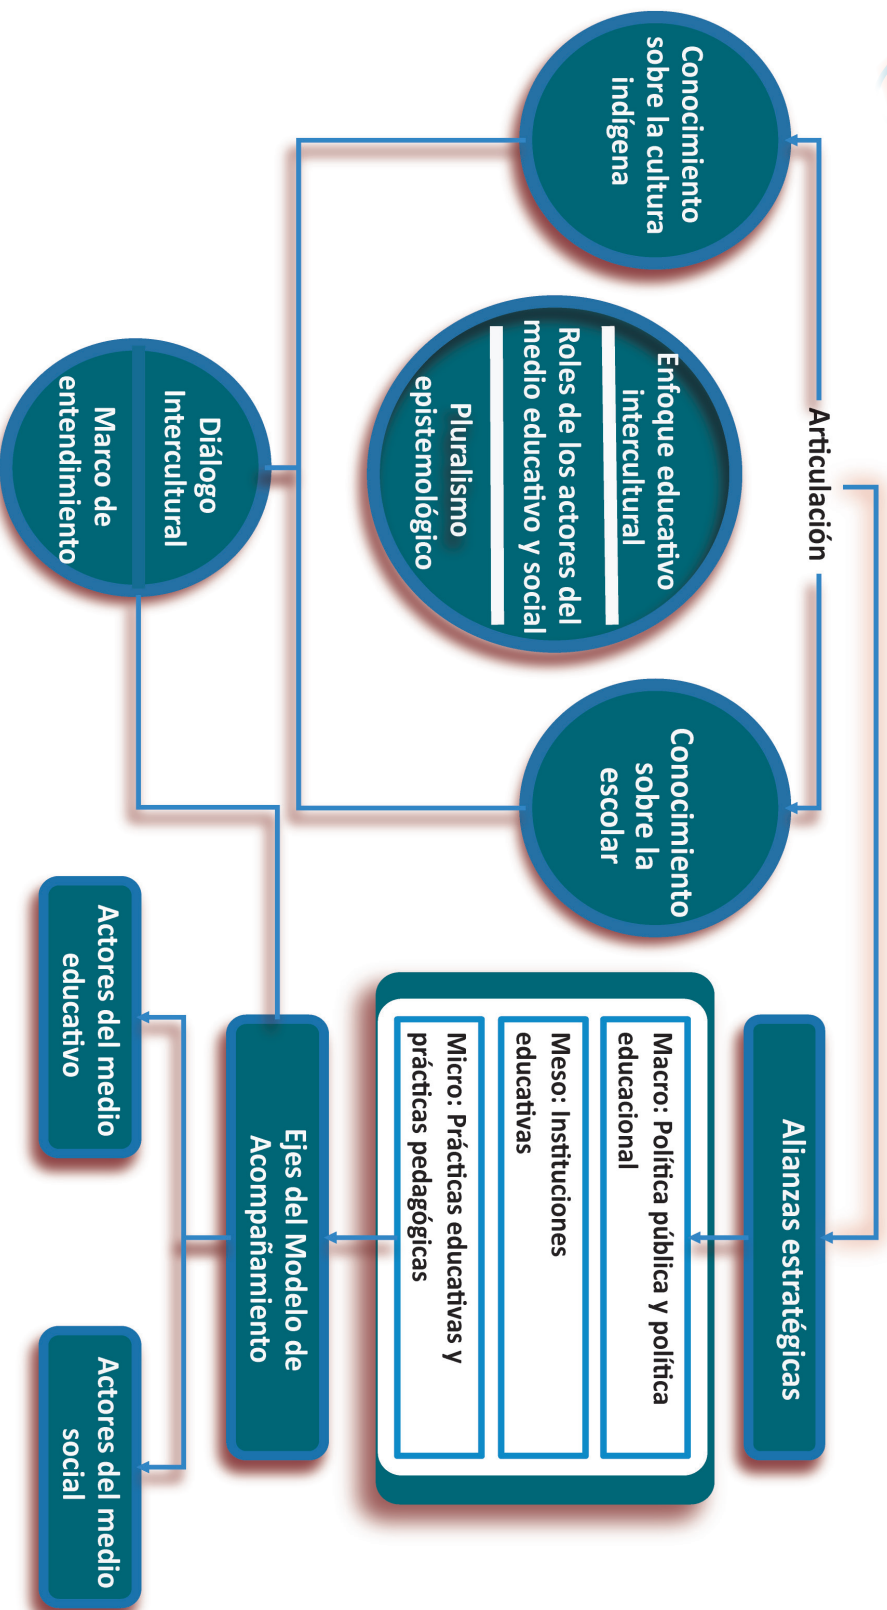 Articulación
Conocimiento
sobre la cultura
indígena
Enfoque educativo
intercultural
Roles de los actores del
medio educativo y social
Pluralismo
epistemológico
Conocimiento
sobre la
escolar
Diálogo
Intercultural
Marco de
entendimiento
Alianzas estratégicas
Macro: Política pública y política
educacional
Meso: Instituciones
educativas
Micro: Prácticas educativas y
prácticas pedagógicas
Ejes del Modelo de
Acompañamiento
Actores del medio
educativo
Actores del medio
social